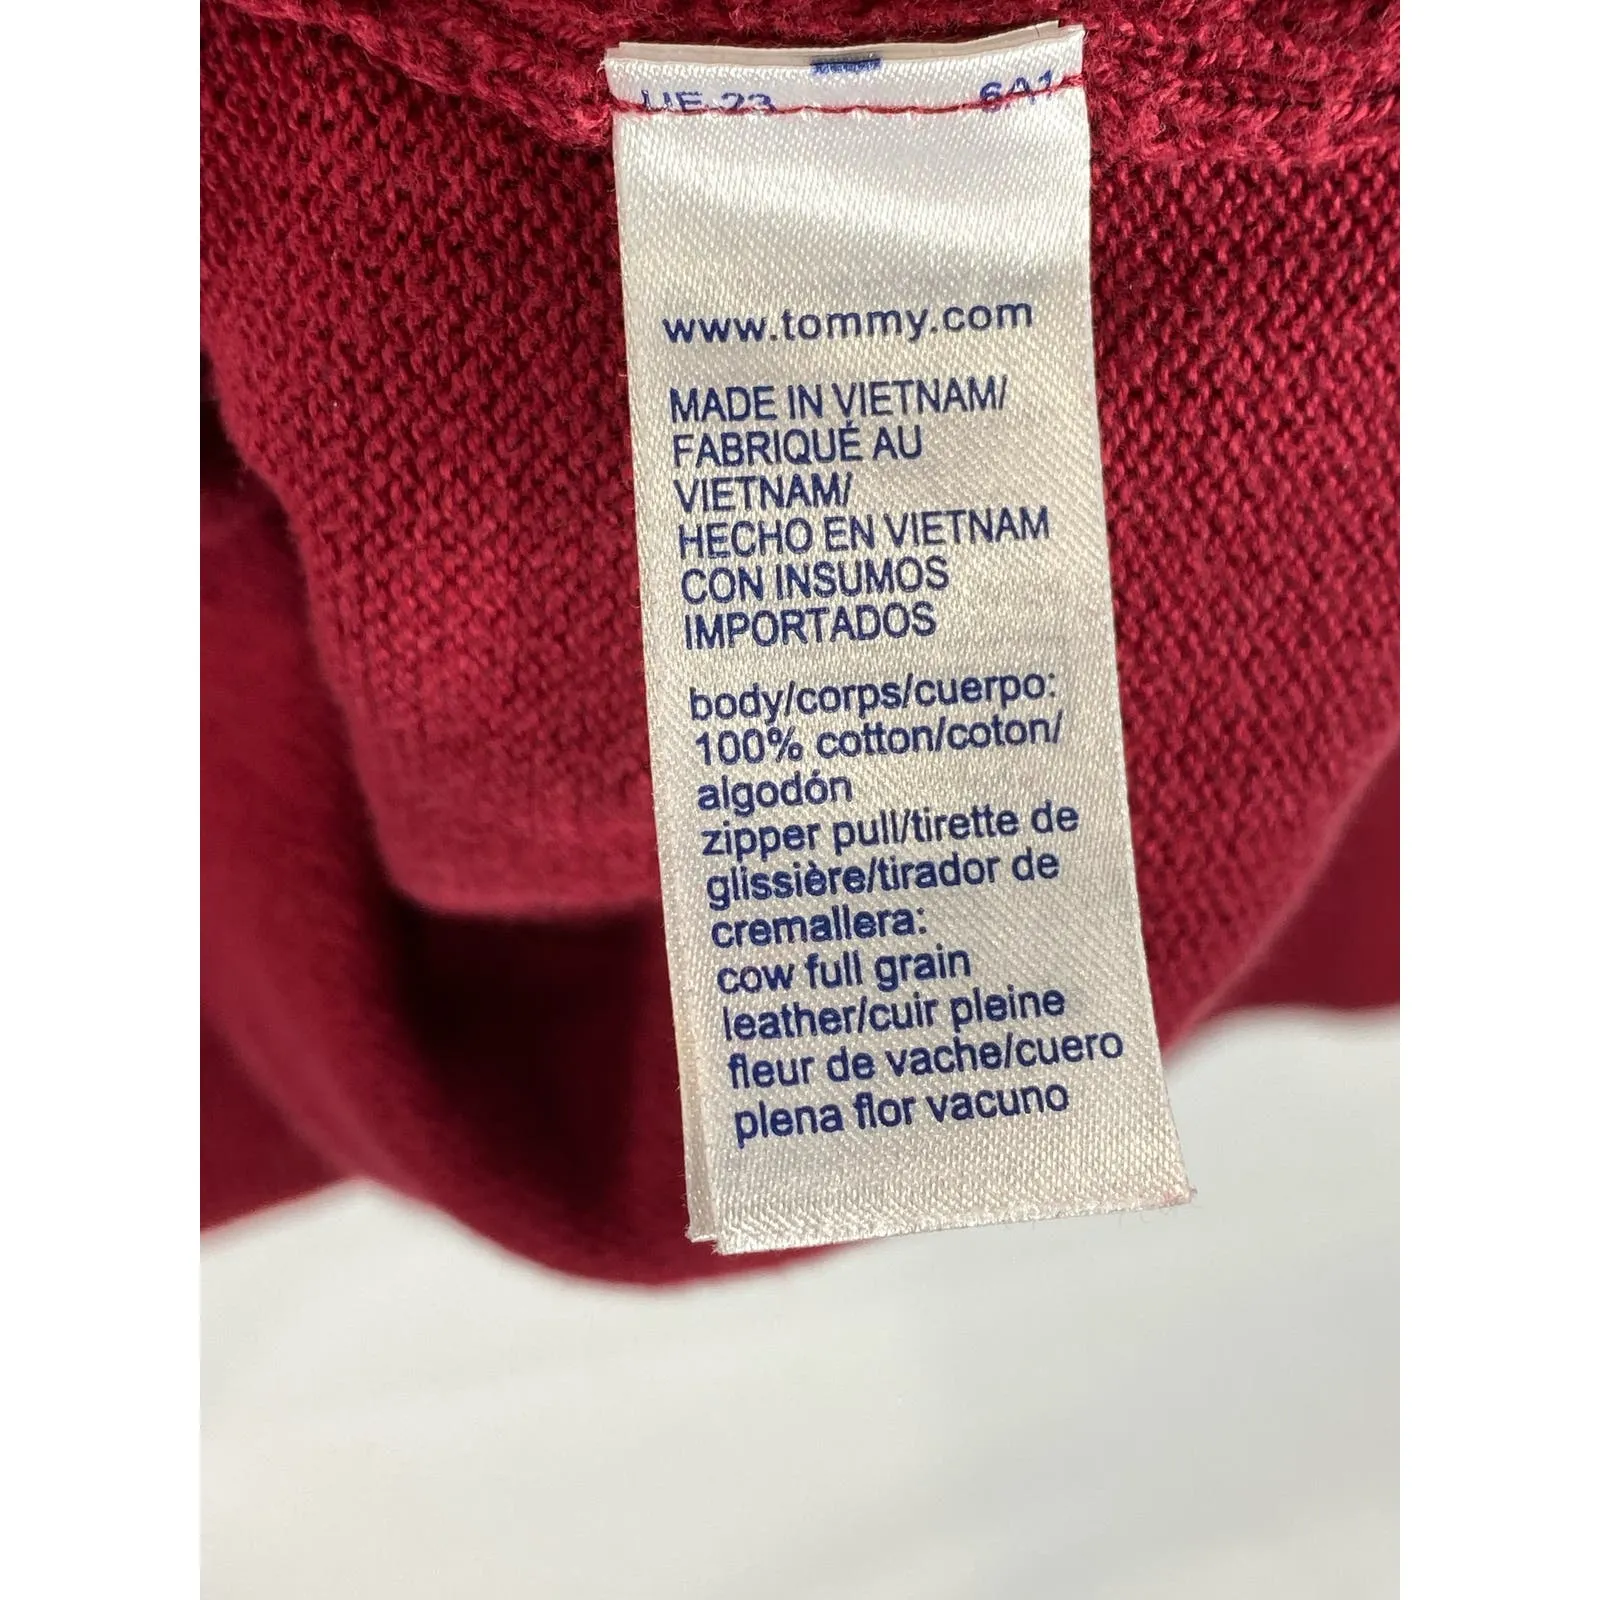 www.tommy.com
MADE IN VIETNAM/
FABRIQUÉ AU
VIETNAM/
HECHO EN VIETNAM
CON INSUMOS
IMPORTADOS
body/corps/cuerpo:
100% cotton/coton/
algodón
zipper pull/tirette de
glissière/tirador de
cremallera:
cow full grain
leather/cuir pleine
fleur de vache/cuero
plena flor vacuno